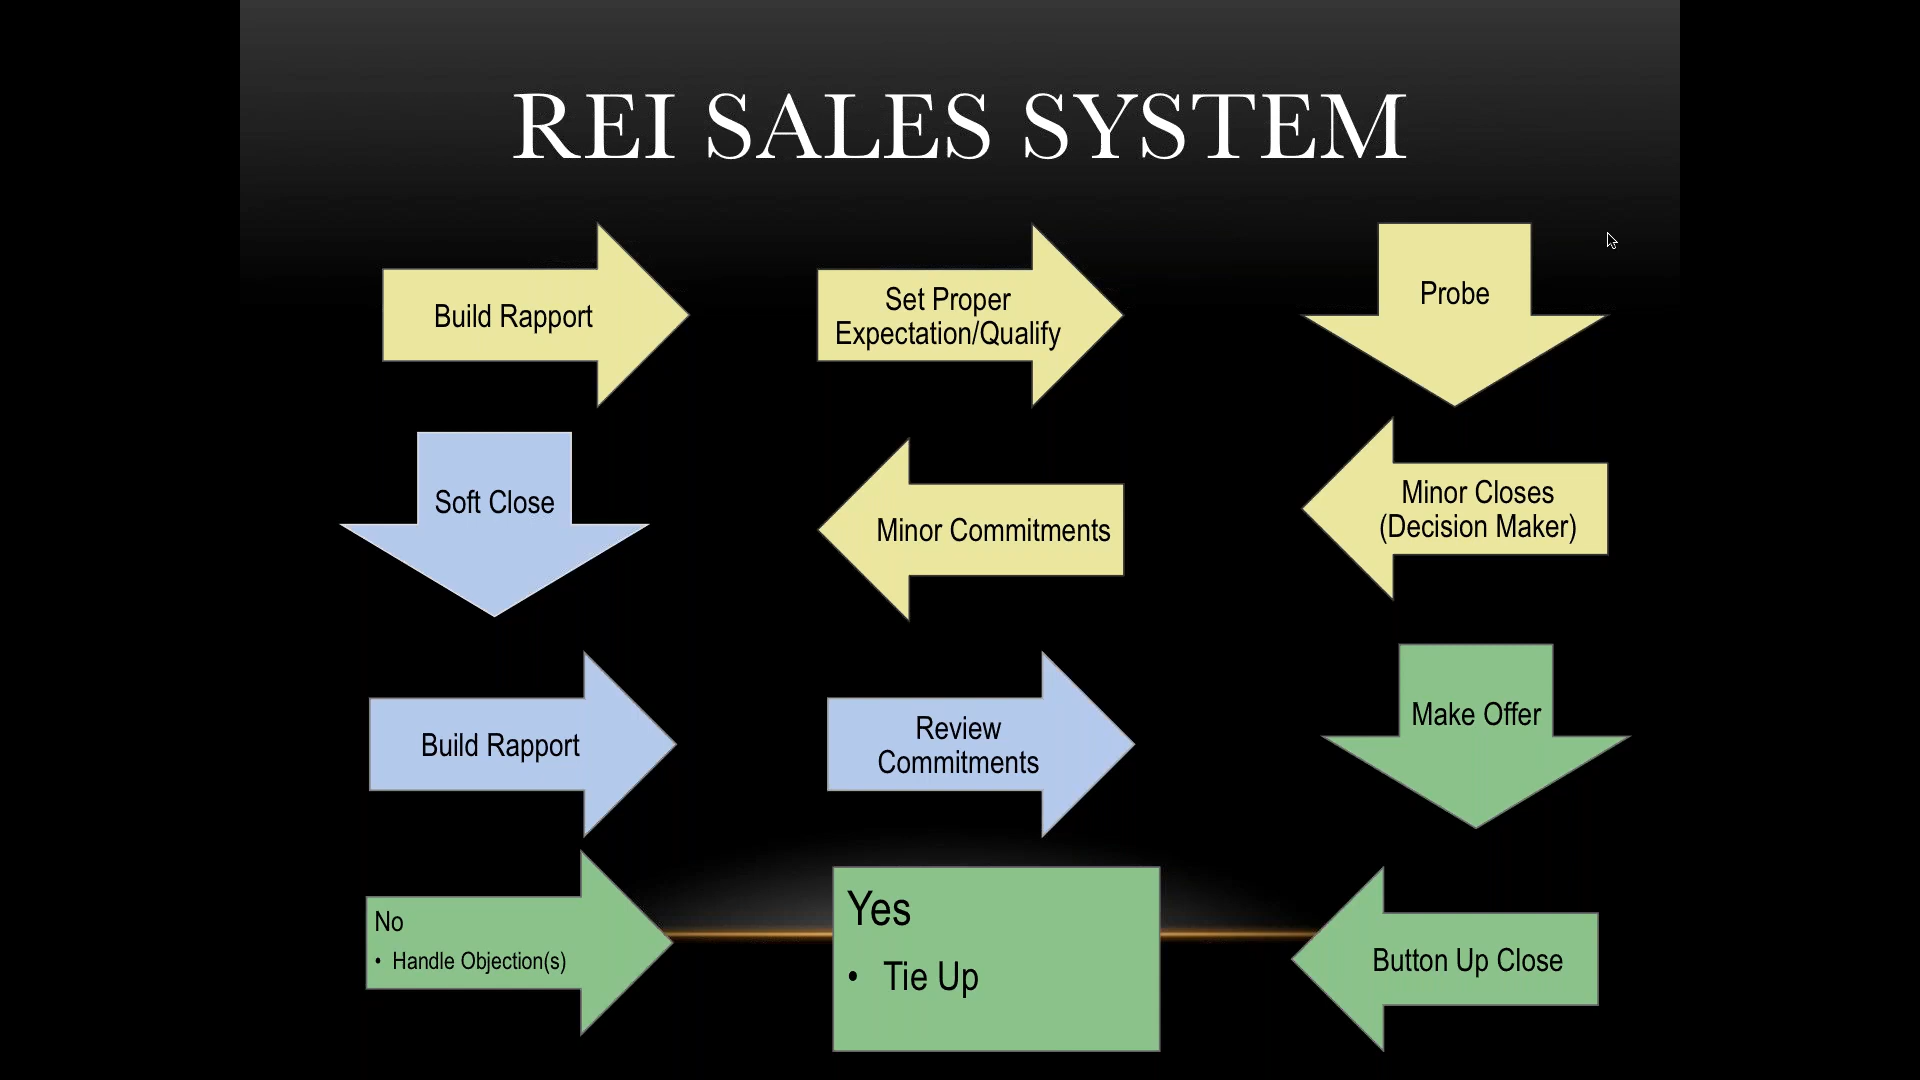 REI SALES SYSTEM
Build Rapport
Set Proper
Expectation/Qualify
Probe
Soft Close
Minor Commitments
Minor Closes
(Decision Maker)
Build Rapport
Review
Commitments
Make Offer
No
• Handle Objection(s)
Yes
• Tie Up
Button Up Close